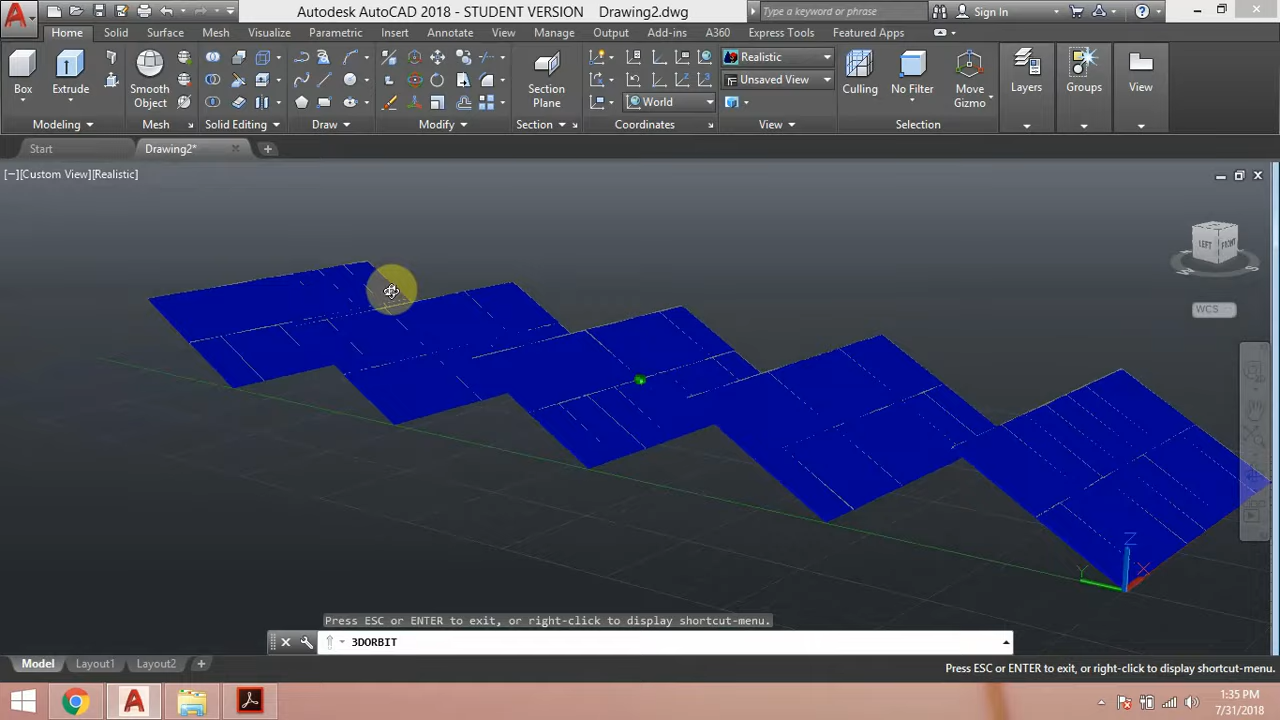 Autodesk AutoCAD 2018 - STUDENT VERSION Drawing2.dwg
Type a keyword or phrase
Sign In
Home Solid Surface Mesh Visualize Parametric Insert Annotate View Manage Output Add-ins A360 Express Tools Featured Apps
Box
Extrude
Smooth
Object
Section
Plane
Realistic
Unsaved View
World
Culling
No Filter
Move
Gizmo
Layers
Groups
View
Modeling Mesh Solid Editing Draw Modify Section Coordinates View Selection
Start Drawing2*
[−][Custom View][Realistic]
LEFT FRONT
WCS
Z
Y X
Press ESC or ENTER to exit, or right-click to display shortcut-menu.
3DORBIT
Model Layout1 Layout2
Press ESC or ENTER to exit, or right-click to display shortcut-menu.
1:35 PM
7/31/2018